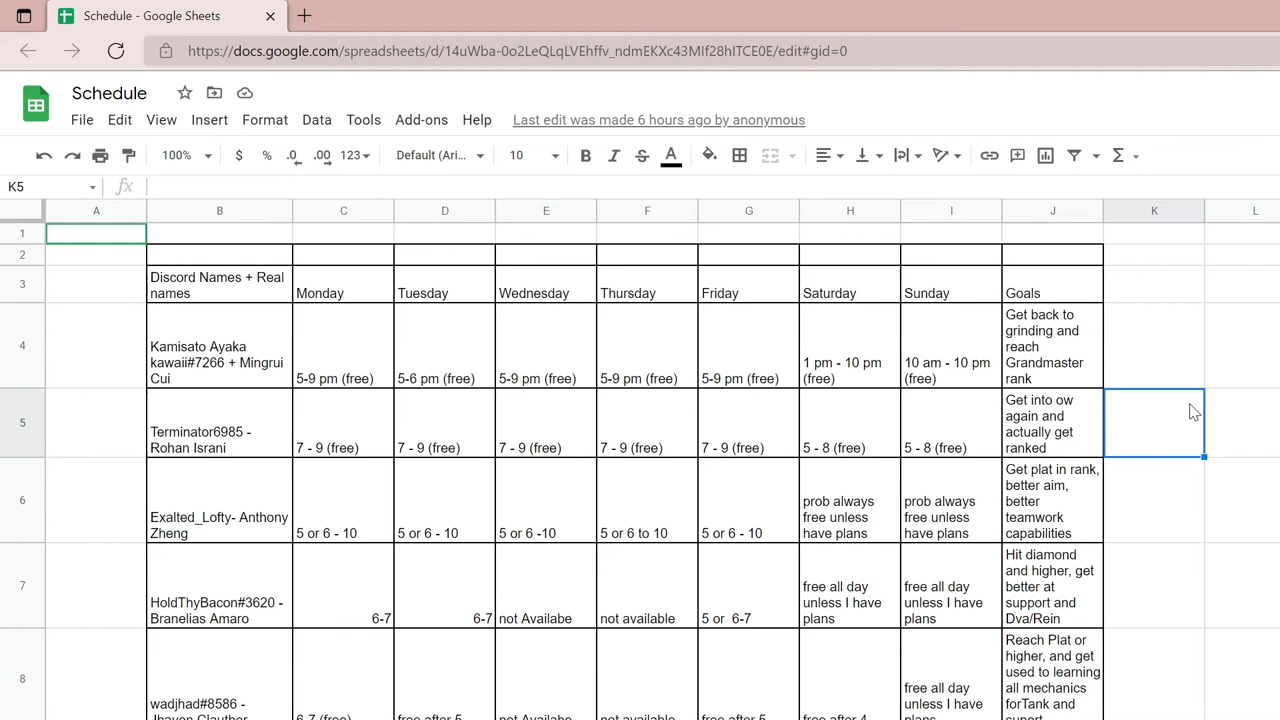 Schedule - Google Sheets
https://docs.google.com/spreadsheets/d/14uWba-0o2LeQLqLVEhffv_ndmEKXc43MIf28hITCE0E/edit#gid=0
Schedule
File Edit View Insert Format Data Tools Add-ons Help Last edit was made 6 hours ago by anonymous
100% $ % .0 .00 123 Default (Ari... 10 B I S A
K5 fx
A B C D E F G H I J K L
1
2
3
Discord Names + Real
names
Monday
Tuesday
Wednesday
Thursday
Friday
Saturday
Sunday
Goals
4
Kamisato Ayaka
kawaii#7266 + Mingrui
Cui
5-9 pm (free)
5-6 pm (free)
5-9 pm (free)
5-9 pm (free)
5-9 pm (free)
1 pm - 10 pm
(free)
10 am - 10 pm
(free)
Get back to
grinding and
reach
Grandmaster
rank
5
Terminator6985 -
Rohan Israni
7 - 9 (free)
7 - 9 (free)
7 - 9 (free)
7 - 9 (free)
7 - 9 (free)
5 - 8 (free)
5 - 8 (free)
Get into ow
again and
actually get
ranked
6
Exalted_Lofty- Anthony
Zheng
5 or 6 - 10
5 or 6 - 10
5 or 6 -10
5 or 6 to 10
5 or 6 - 10
prob always
free unless
have plans
prob always
free unless
have plans
Get plat in rank,
better aim,
better
teamwork
capabilities
7
HoldThyBacon#3620 -
Branelias Amaro
6-7
6-7
not Availabe
not available
5 or 6-7
free all day
unless I have
plans
free all day
unless I have
plans
Hit diamond
and higher, get
better at
support and
Dva/Rein
8
wadjhad#8586 -
Jhaven Clauther
6-7 (free)
free after 5
not Availabe
not available
free after 5
free after 4
free all day
unless I have
plans
Reach Plat or
higher, and get
used to learning
all mechanics
forTank and
suport